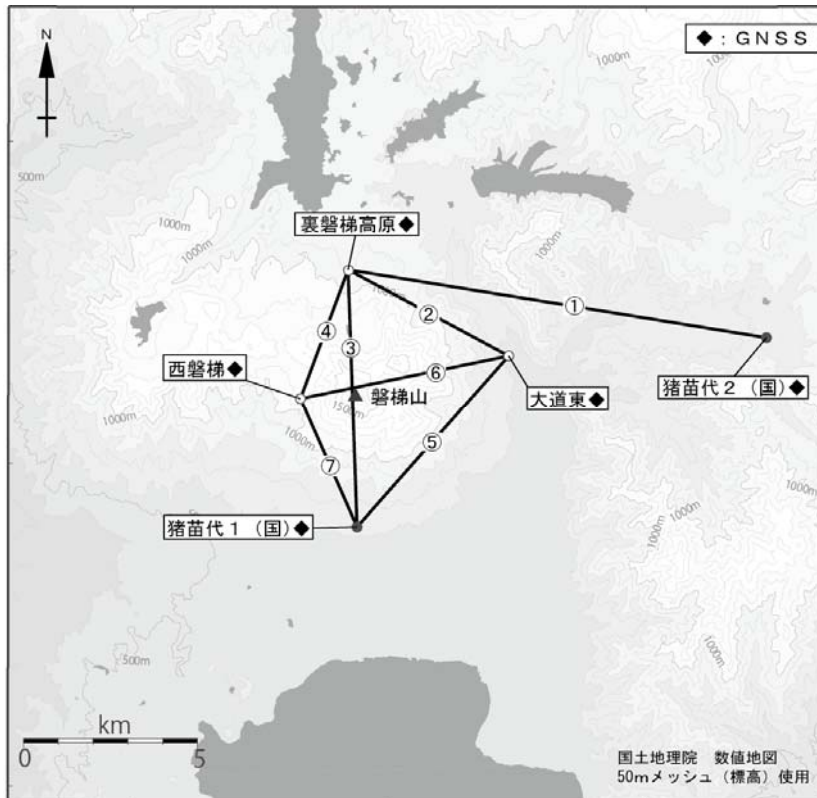 ◆：GNSS
N
1000m
1000m
500m
裏磐梯高原◆
1000m
1000m
1000m
1000m
①
②
④
③
西磐梯◆
⑥
猪苗代２（国）◆
磐梯山
大道東◆
1500m
1000m
1000m
⑤
⑦
1000m
1000m
1000m
猪苗代１（国）◆
1000m
500m
km
0
5
国土地理院　数値地図
50mメッシュ（標高）使用